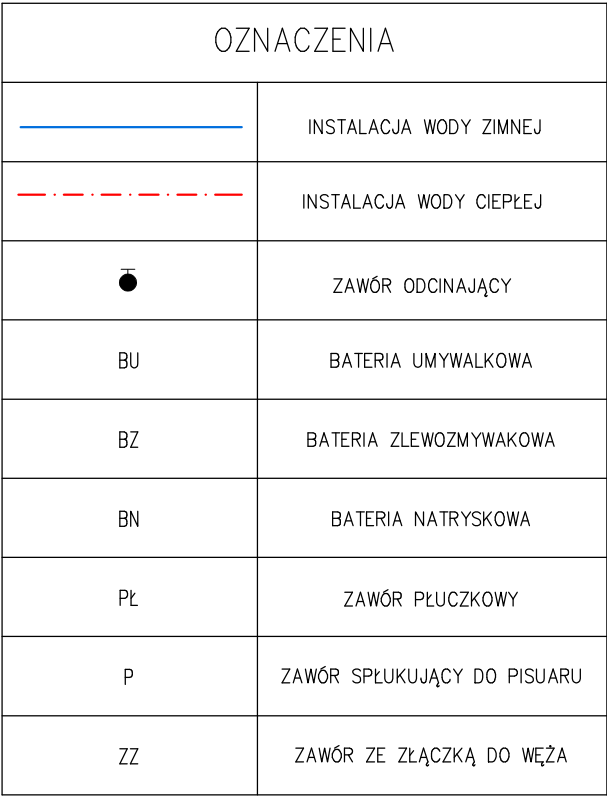 OZNACZENIA
INSTALACJA WODY ZIMNEJ
INSTALACJA WODY CIEPŁEJ
ZAWÓR ODCINAJĄCY
BU BATERIA UMYWALKOWA
BZ BATERIA ZLEWOZMYWAKOWA
BN BATERIA NATRYSKOWA
PŁ ZAWÓR PŁUCZKOWY
P ZAWÓR SPŁUKUJĄCY DO PISUARU
ZZ ZAWÓR ZE ZŁĄCZKĄ DO WĘŻA